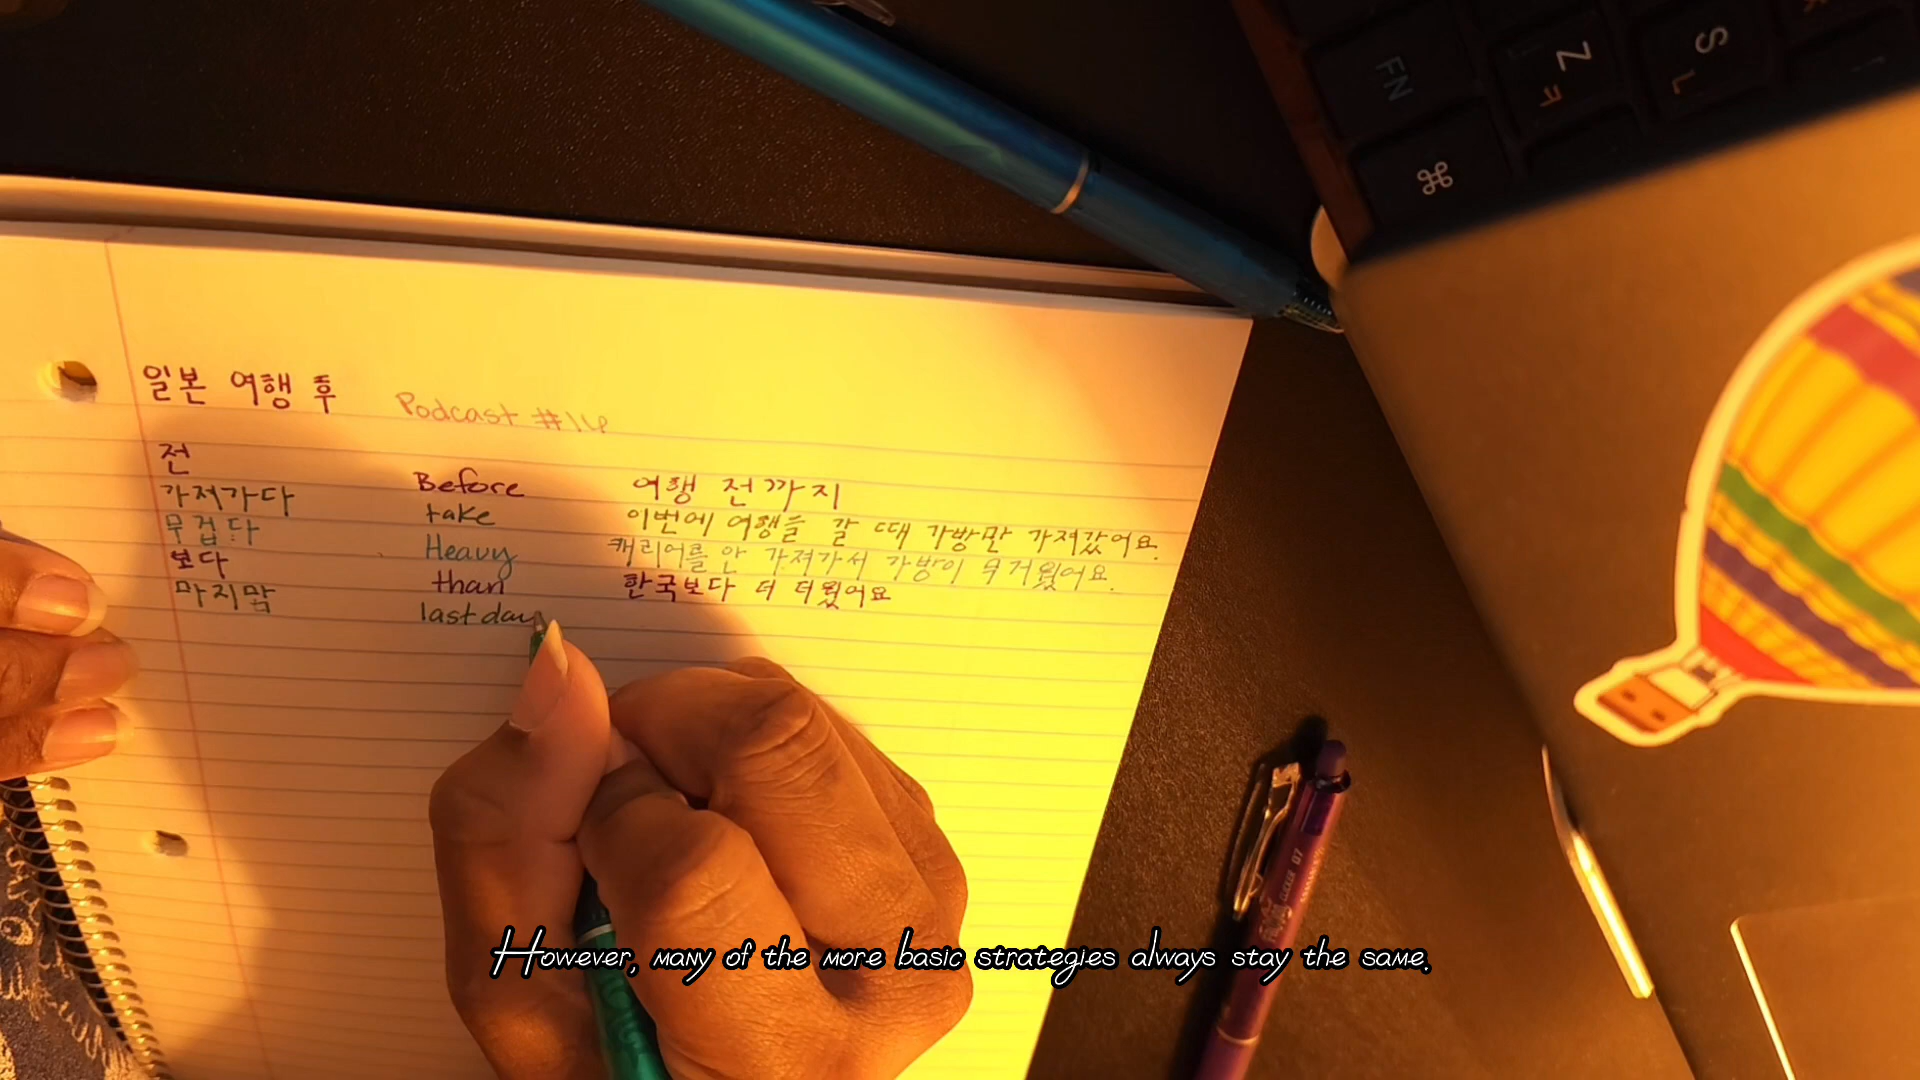 일본 여행 후 Podcast #16
전
가져가다 Before 여행 전까지
무겁다 take 이번에 여행을 갈 때 가방만 가져갔어요.
보다 Heavy 캐리어를 안 가져가서 가방이 무거웠어요.
마지막 than 한국보다 더 더웠어요
last day
However, many of the more basic strategies always stay the same.
FN
Z ㅋ
S ㄴ
⌘
CLICKER 07